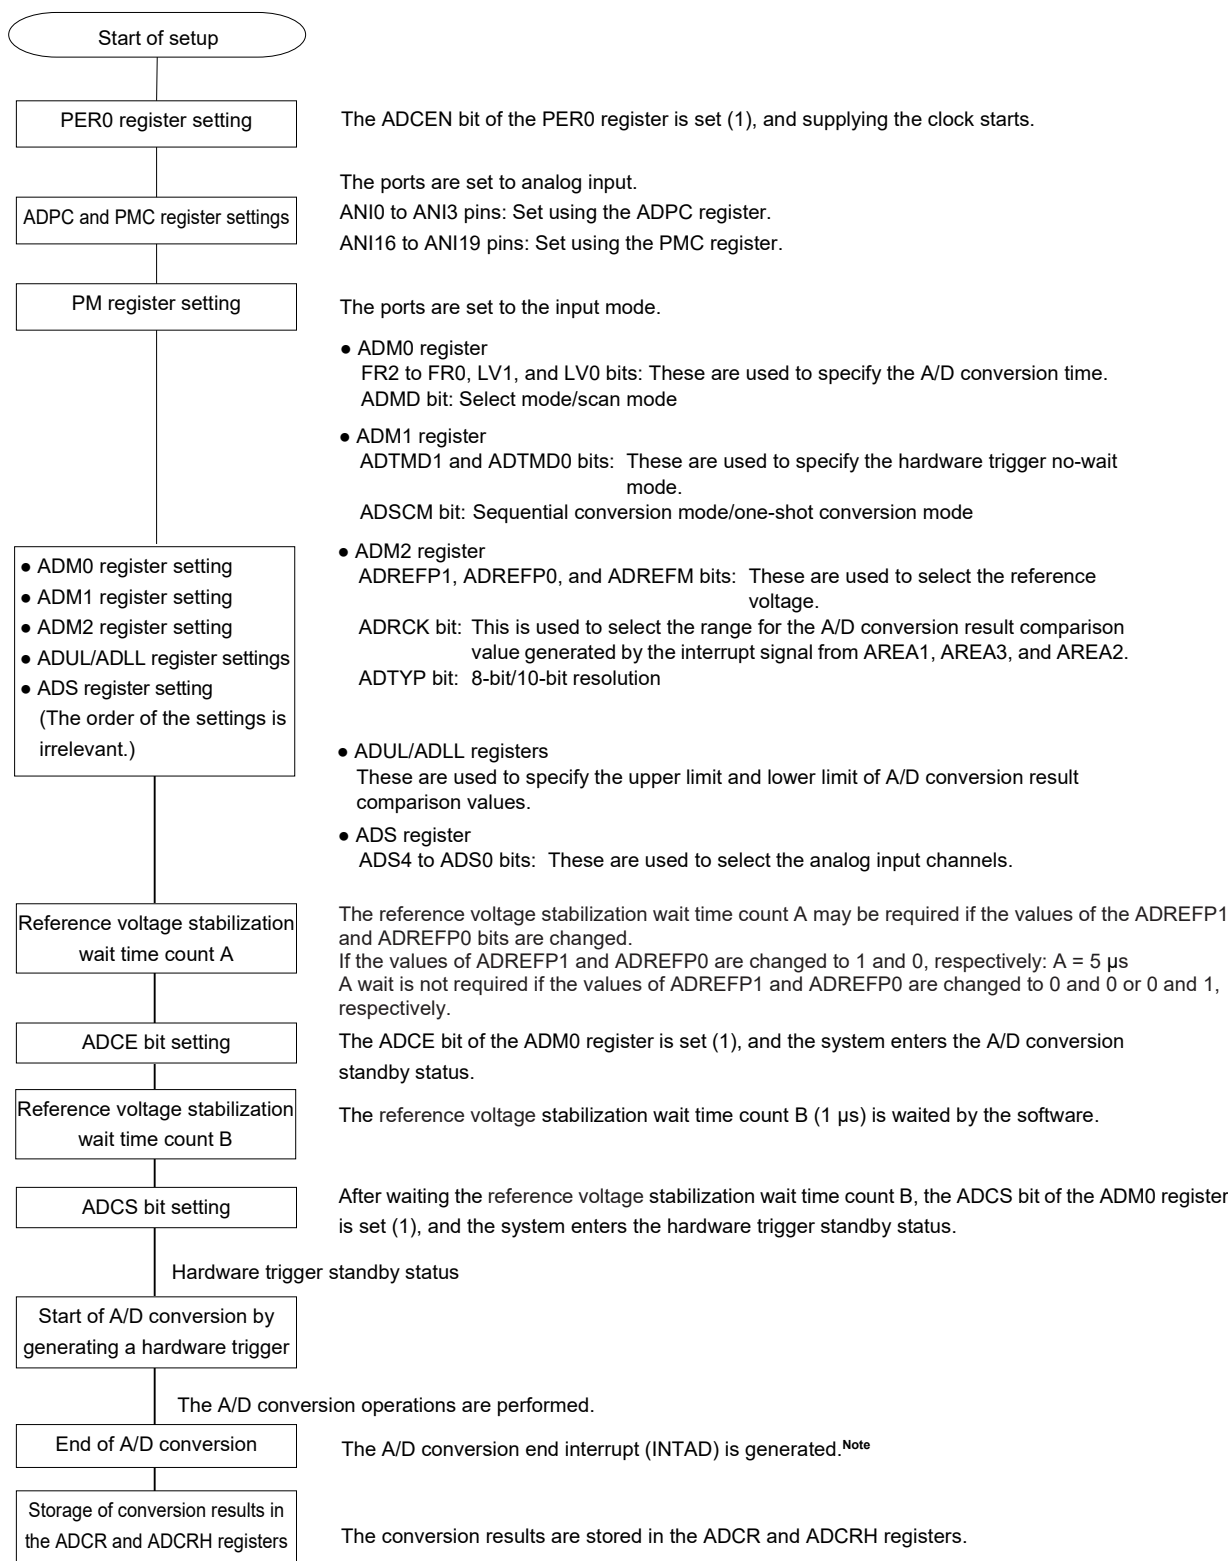 Start of setup
PER0 register setting
The ADCEN bit of the PER0 register is set (1), and supplying the clock starts.
The ports are set to analog input.
ADPC and PMC register settings
ANI0 to ANI3 pins: Set using the ADPC register.
ANI16 to ANI19 pins: Set using the PMC register.
PM register setting
The ports are set to the input mode.
● ADM0 register
FR2 to FR0, LV1, and LV0 bits: These are used to specify the A/D conversion time.
ADMD bit: Select mode/scan mode
● ADM1 register
ADTMD1 and ADTMD0 bits: These are used to specify the hardware trigger no-wait
mode.
ADSCM bit: Sequential conversion mode/one-shot conversion mode
● ADM0 register setting
● ADM1 register setting
● ADM2 register setting
● ADUL/ADLL register settings
● ADS register setting
(The order of the settings is
irrelevant.)
● ADM2 register
ADREFP1, ADREFP0, and ADREFM bits: These are used to select the reference
voltage.
ADRCK bit: This is used to select the range for the A/D conversion result comparison
value generated by the interrupt signal from AREA1, AREA3, and AREA2.
ADTYP bit: 8-bit/10-bit resolution
● ADUL/ADLL registers
These are used to specify the upper limit and lower limit of A/D conversion result
comparison values.
● ADS register
ADS4 to ADS0 bits: These are used to select the analog input channels.
Reference voltage stabilization
wait time count A
The reference voltage stabilization wait time count A may be required if the values of the ADREFP1
and ADREFP0 bits are changed.
If the values of ADREFP1 and ADREFP0 are changed to 1 and 0, respectively: A = 5 µs
A wait is not required if the values of ADREFP1 and ADREFP0 are changed to 0 and 0 or 0 and 1,
respectively.
ADCE bit setting
The ADCE bit of the ADM0 register is set (1), and the system enters the A/D conversion
standby status.
Reference voltage stabilization
wait time count B
The reference voltage stabilization wait time count B (1 µs) is waited by the software.
ADCS bit setting
After waiting the reference voltage stabilization wait time count B, the ADCS bit of the ADM0 register
is set (1), and the system enters the hardware trigger standby status.
Hardware trigger standby status
Start of A/D conversion by
generating a hardware trigger
The A/D conversion operations are performed.
End of A/D conversion
The A/D conversion end interrupt (INTAD) is generated.Note
Storage of conversion results in
the ADCR and ADCRH registers
The conversion results are stored in the ADCR and ADCRH registers.